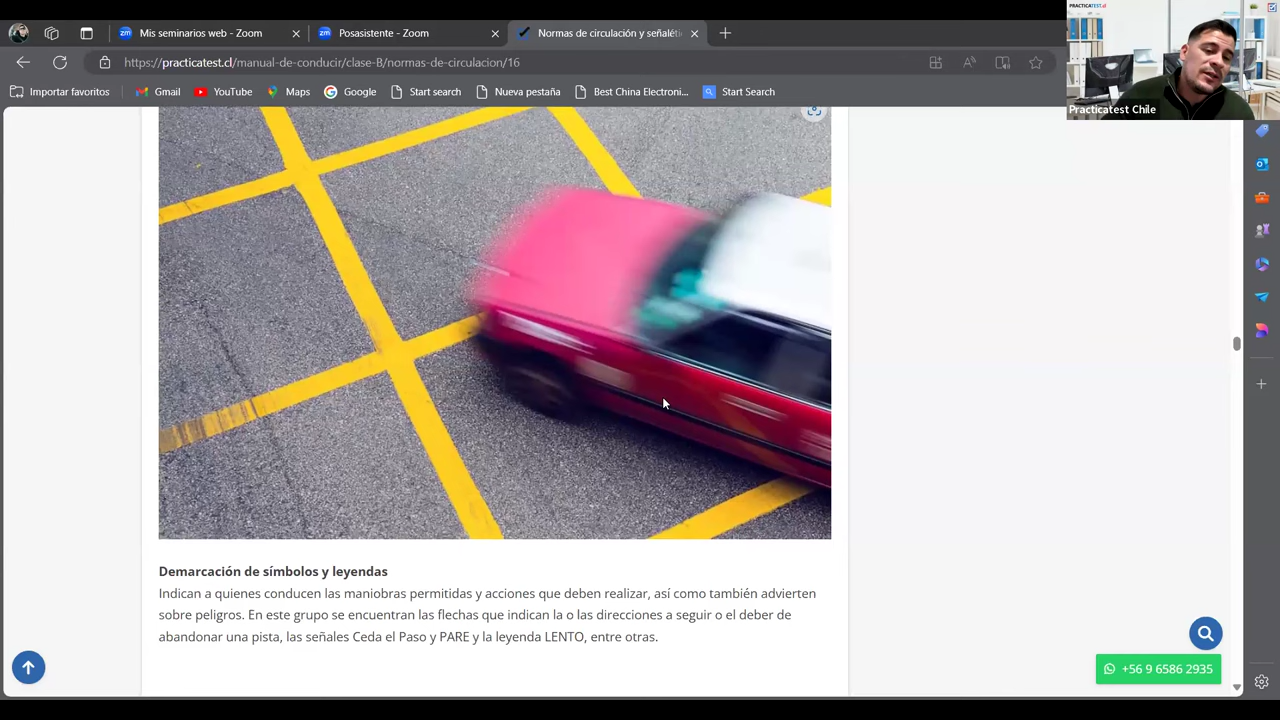 Mis seminarios web - Zoom
Posasistente - Zoom
Normas de circulación y señaléti
https://practicatest.cl/manual-de-conducir/clase-B/normas-de-circulacion/16
Importar favoritos
Gmail
YouTube
Maps
Google
Start search
Nueva pestaña
Best China Electroni...
Start Search
PRACTICATEST.cl
Practicatest Chile
Demarcación de símbolos y leyendas
Indican a quienes conducen las maniobras permitidas y acciones que deben realizar, así como también advierten
sobre peligros. En este grupo se encuentran las flechas que indican la o las direcciones a seguir o el deber de
abandonar una pista, las señales Ceda el Paso y PARE y la leyenda LENTO, entre otras.
+56 9 6586 2935